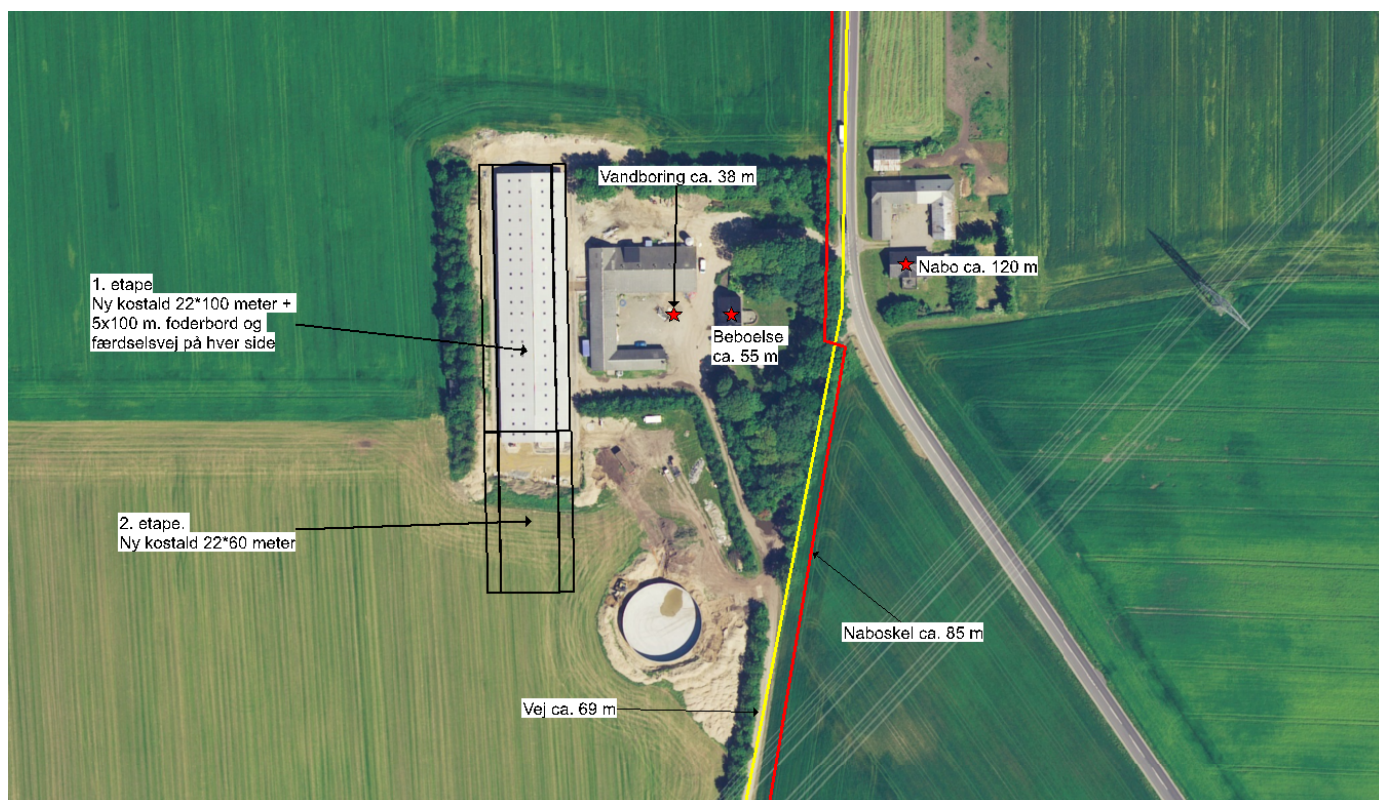 Vandboring ca. 38 m
Nabo ca. 120 m
1. etape
Ny kostald 22*100 meter +
5x100 m. foderbord og
færdselsvej på hver side
Beboelse
ca. 55 m
2. etape.
Ny kostald 22*60 meter
Naboskel ca. 85 m
Vej ca. 69 m